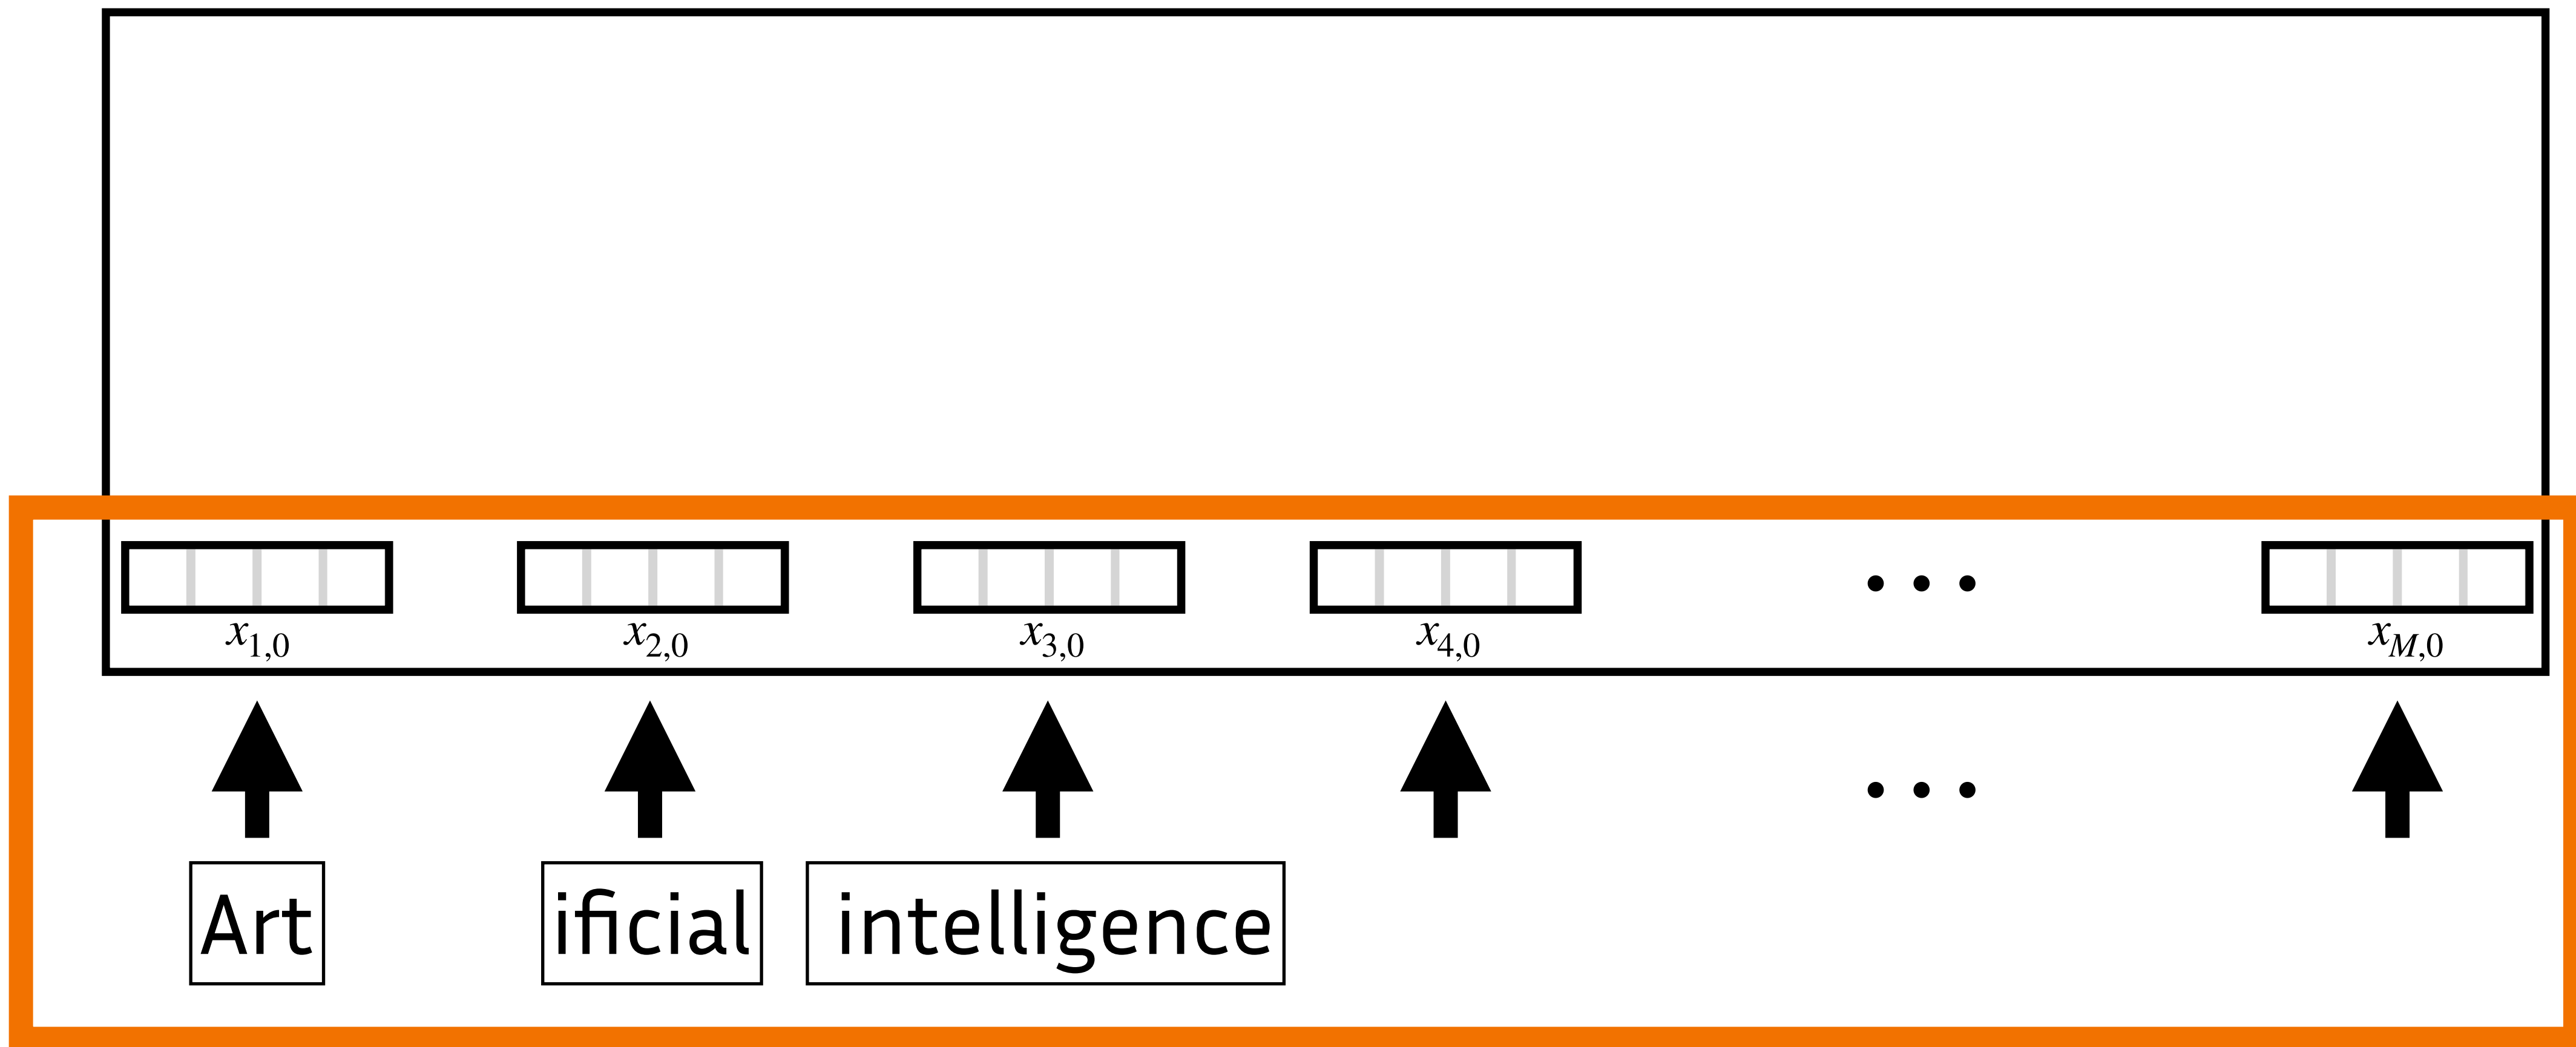 x1,0 x2,0 x3,0 x4,0 ... xM,0
...
Art ificial intelligence